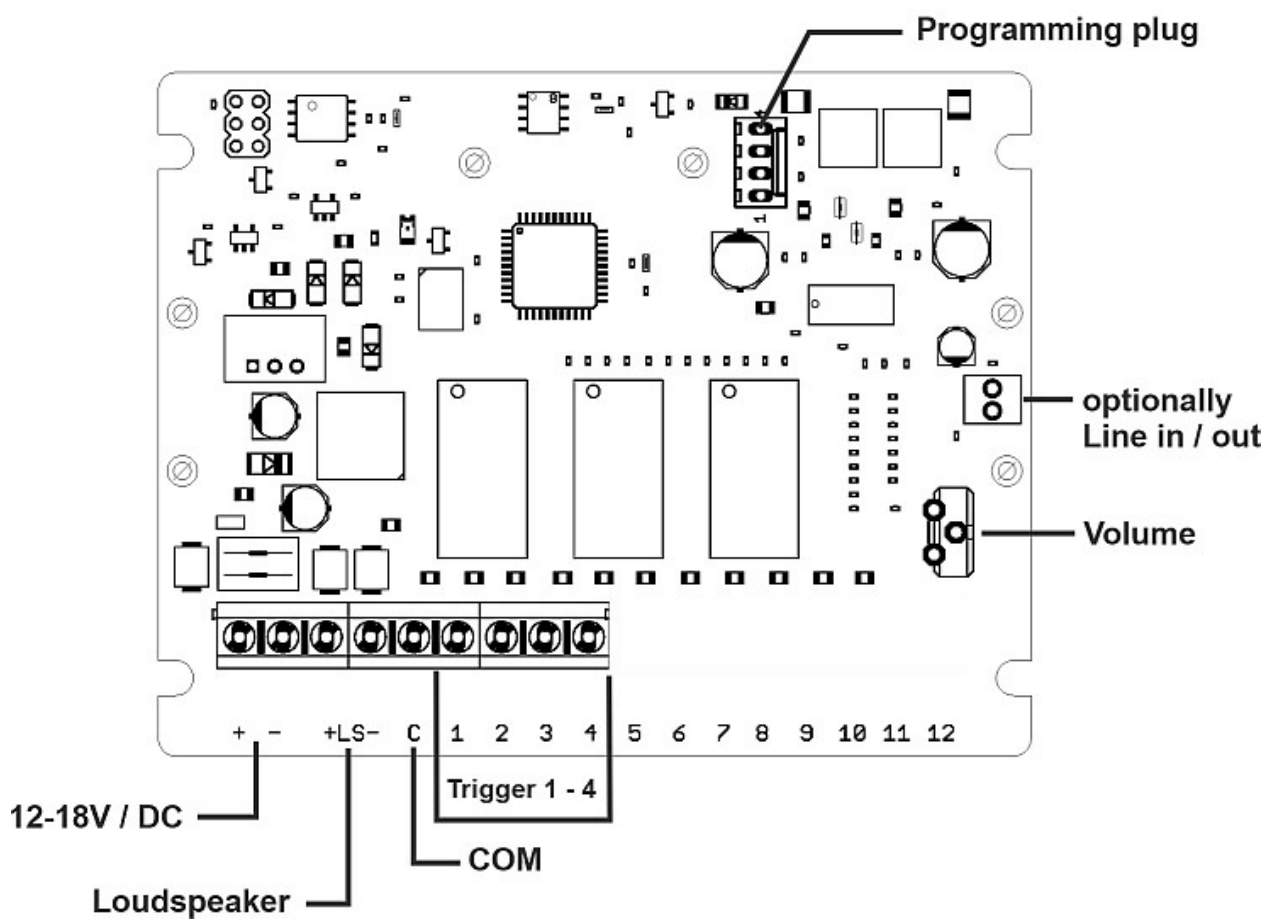 Programming plug
1
optionally
Line in / out
Volume
+ - +LS- C 1 2 3 4 5 6 7 8 9 10 11 12
Trigger 1 - 4
12-18V / DC
COM
Loudspeaker